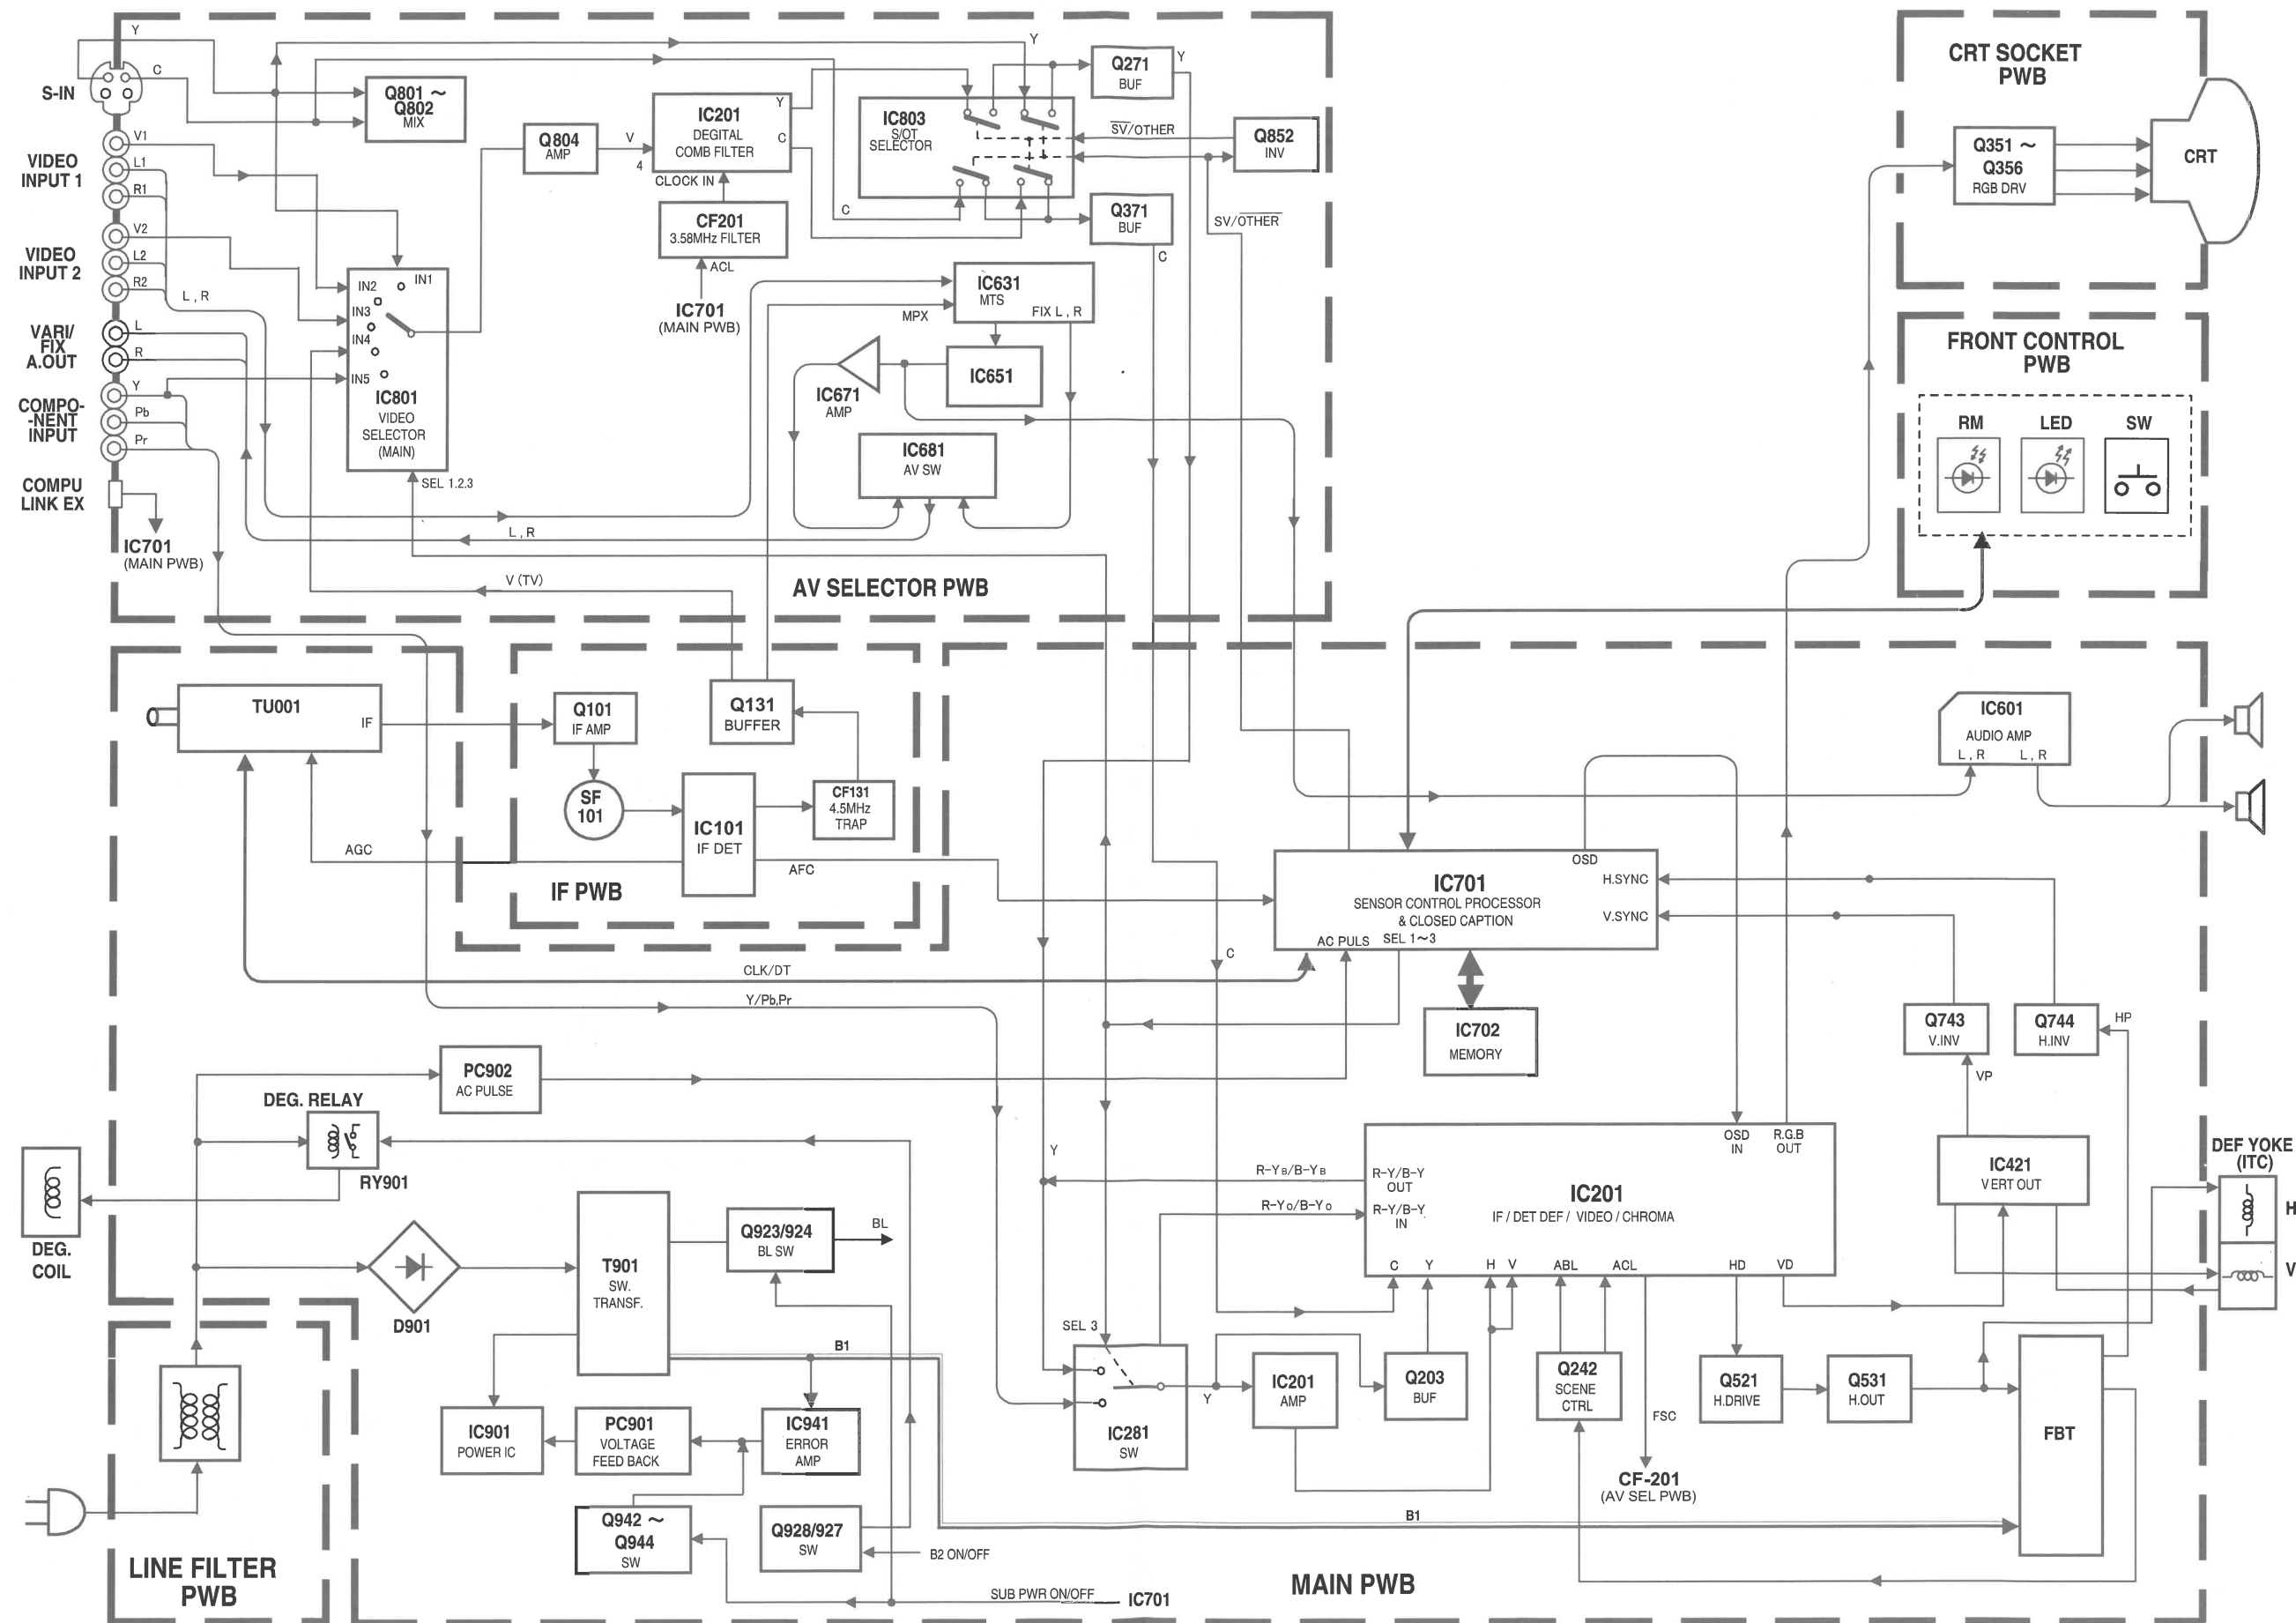 Y
C
S-IN
V1
VIDEO
INPUT 1
L1
R1
V2
VIDEO
INPUT 2
L2
R2
L , R
VARI/
FIX
A.OUT
L
R
Y
COMPO-
-NENT
INPUT
Pb
Pr
COMPU
LINK EX
IC701
(MAIN PWB)
Q801 ～
Q802
MIX
Q804
AMP
V
4
IC201
DEGITAL
COMB FILTER
Y
C
CLOCK IN
CF201
3.58MHz FILTER
ACL
IC701
(MAIN PWB)
IN1
IN2
IN3
IN4
IN5
IC801
VIDEO
SELECTOR
(MAIN)
SEL 1.2.3
IC803
S/OT
SELECTOR
Y
C
Q271
BUF
Y
SV/OTHER
Q852
INV
Q371
BUF
C
SV/OTHER
IC631
MTS
FIX L , R
MPX
IC651
IC671
AMP
IC681
AV SW
L , R
V (TV)
AV SELECTOR PWB
CRT SOCKET
PWB
Q351 ～
Q356
RGB DRV
CRT
FRONT CONTROL
PWB
RM
LED
SW
TU001
IF
AGC
Q101
IF AMP
SF
101
IC101
IF DET
Q131
BUFFER
CF131
4.5MHz
TRAP
AFC
IF PWB
CLK/DT
Y/Pb,Pr
IC601
AUDIO AMP
L , R
L , R
OSD
IC701
SENSOR CONTROL PROCESSOR
& CLOSED CAPTION
H.SYNC
V.SYNC
AC PULS
SEL 1～3
C
IC702
MEMORY
Q743
V.INV
Q744
H.INV
HP
VP
PC902
AC PULSE
DEG. RELAY
RY901
DEG.
COIL
D901
T901
SW.
TRANSF.
Q923/924
BL SW
BL
B1
IC901
POWER IC
PC901
VOLTAGE
FEED BACK
IC941
ERROR
AMP
Q942 ～
Q944
SW
Q928/927
SW
B2 ON/OFF
SUB PWR ON/OFF
IC701
LINE FILTER
PWB
Y
R-YB/B-YB
R-YO/B-YO
R-Y/B-Y
OUT
R-Y/B-Y
IN
OSD
IN
R.G.B
OUT
IC201
IF / DET DEF / VIDEO / CHROMA
C
Y
H
V
ABL
ACL
HD
VD
IC421
VERT OUT
DEF YOKE
(ITC)
H
V
SEL 3
IC281
SW
Y
IC201
AMP
Q203
BUF
Q242
SCENE
CTRL
FSC
CF-201
(AV SEL PWB)
Q521
H.DRIVE
Q531
H.OUT
FBT
B1
MAIN PWB